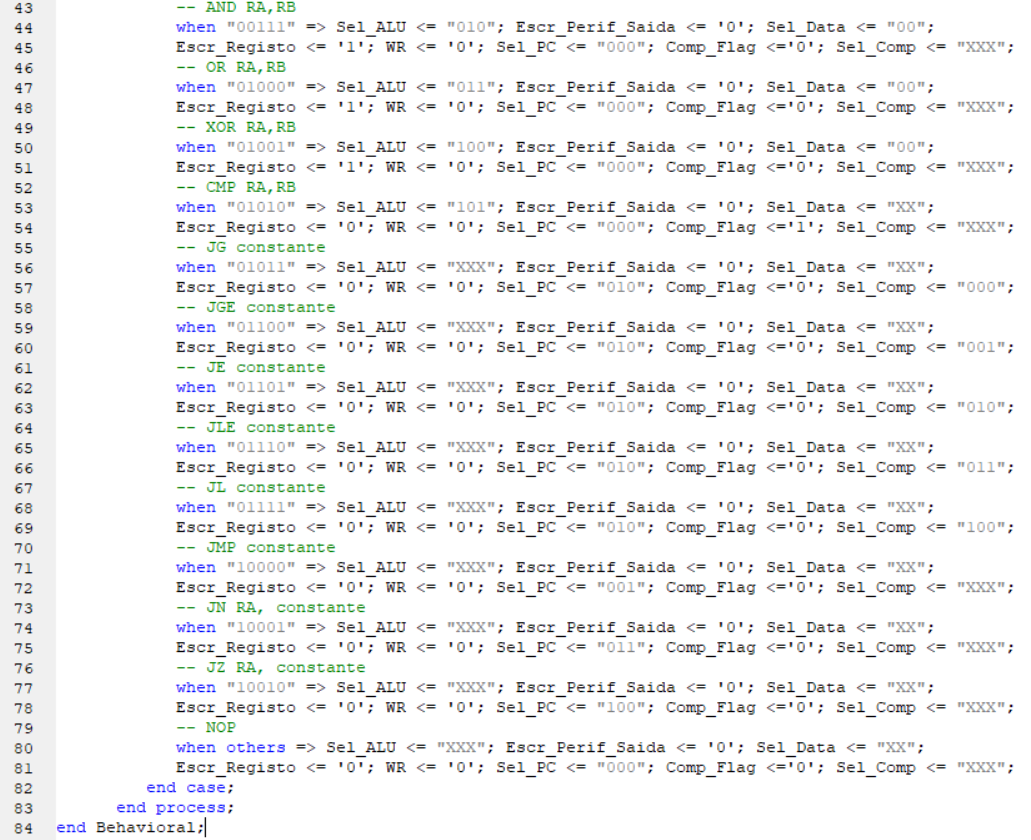 43 -- AND RA,RB
44 when "00111" => Sel_ALU <= "010"; Escr_Perif_Saida <= '0'; Sel_Data <= "00";
45 Escr_Registo <= '1'; WR <= '0'; Sel_PC <= "000"; Comp_Flag <='0'; Sel_Comp <= "XXX";
46 -- OR RA,RB
47 when "01000" => Sel_ALU <= "011"; Escr_Perif_Saida <= '0'; Sel_Data <= "00";
48 Escr_Registo <= '1'; WR <= '0'; Sel_PC <= "000"; Comp_Flag <='0'; Sel_Comp <= "XXX";
49 -- XOR RA,RB
50 when "01001" => Sel_ALU <= "100"; Escr_Perif_Saida <= '0'; Sel_Data <= "00";
51 Escr_Registo <= '1'; WR <= '0'; Sel_PC <= "000"; Comp_Flag <='0'; Sel_Comp <= "XXX";
52 -- CMP RA,RB
53 when "01010" => Sel_ALU <= "101"; Escr_Perif_Saida <= '0'; Sel_Data <= "XX";
54 Escr_Registo <= '0'; WR <= '0'; Sel_PC <= "000"; Comp_Flag <='1'; Sel_Comp <= "XXX";
55 -- JG constante
56 when "01011" => Sel_ALU <= "XXX"; Escr_Perif_Saida <= '0'; Sel_Data <= "XX";
57 Escr_Registo <= '0'; WR <= '0'; Sel_PC <= "010"; Comp_Flag <='0'; Sel_Comp <= "000";
58 -- JGE constante
59 when "01100" => Sel_ALU <= "XXX"; Escr_Perif_Saida <= '0'; Sel_Data <= "XX";
60 Escr_Registo <= '0'; WR <= '0'; Sel_PC <= "010"; Comp_Flag <='0'; Sel_Comp <= "001";
61 -- JE constante
62 when "01101" => Sel_ALU <= "XXX"; Escr_Perif_Saida <= '0'; Sel_Data <= "XX";
63 Escr_Registo <= '0'; WR <= '0'; Sel_PC <= "010"; Comp_Flag <='0'; Sel_Comp <= "010";
64 -- JLE constante
65 when "01110" => Sel_ALU <= "XXX"; Escr_Perif_Saida <= '0'; Sel_Data <= "XX";
66 Escr_Registo <= '0'; WR <= '0'; Sel_PC <= "010"; Comp_Flag <='0'; Sel_Comp <= "011";
67 -- JL constante
68 when "01111" => Sel_ALU <= "XXX"; Escr_Perif_Saida <= '0'; Sel_Data <= "XX";
69 Escr_Registo <= '0'; WR <= '0'; Sel_PC <= "010"; Comp_Flag <='0'; Sel_Comp <= "100";
70 -- JMP constante
71 when "10000" => Sel_ALU <= "XXX"; Escr_Perif_Saida <= '0'; Sel_Data <= "XX";
72 Escr_Registo <= '0'; WR <= '0'; Sel_PC <= "001"; Comp_Flag <='0'; Sel_Comp <= "XXX";
73 -- JN RA, constante
74 when "10001" => Sel_ALU <= "XXX"; Escr_Perif_Saida <= '0'; Sel_Data <= "XX";
75 Escr_Registo <= '0'; WR <= '0'; Sel_PC <= "011"; Comp_Flag <='0'; Sel_Comp <= "XXX";
76 -- JZ RA, constante
77 when "10010" => Sel_ALU <= "XXX"; Escr_Perif_Saida <= '0'; Sel_Data <= "XX";
78 Escr_Registo <= '0'; WR <= '0'; Sel_PC <= "100"; Comp_Flag <='0'; Sel_Comp <= "XXX";
79 -- NOP
80 when others => Sel_ALU <= "XXX"; Escr_Perif_Saida <= '0'; Sel_Data <= "XX";
81 Escr_Registo <= '0'; WR <= '0'; Sel_PC <= "000"; Comp_Flag <='0'; Sel_Comp <= "XXX";
82 end case;
83 end process;
84 end Behavioral;